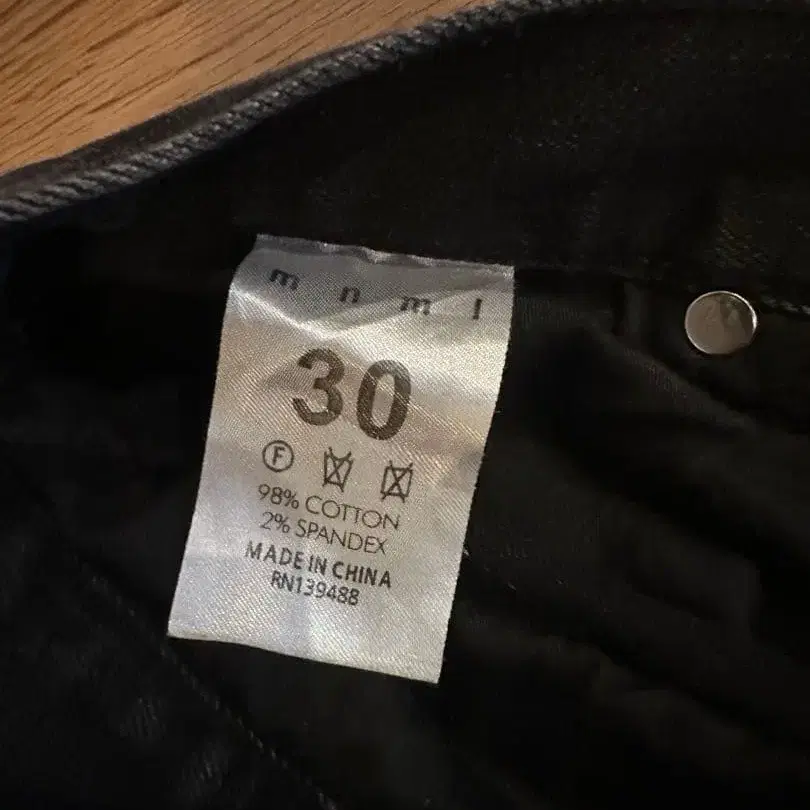 m n m l
30
F
98% COTTON
2% SPANDEX
MADE IN CHINA
RN139488